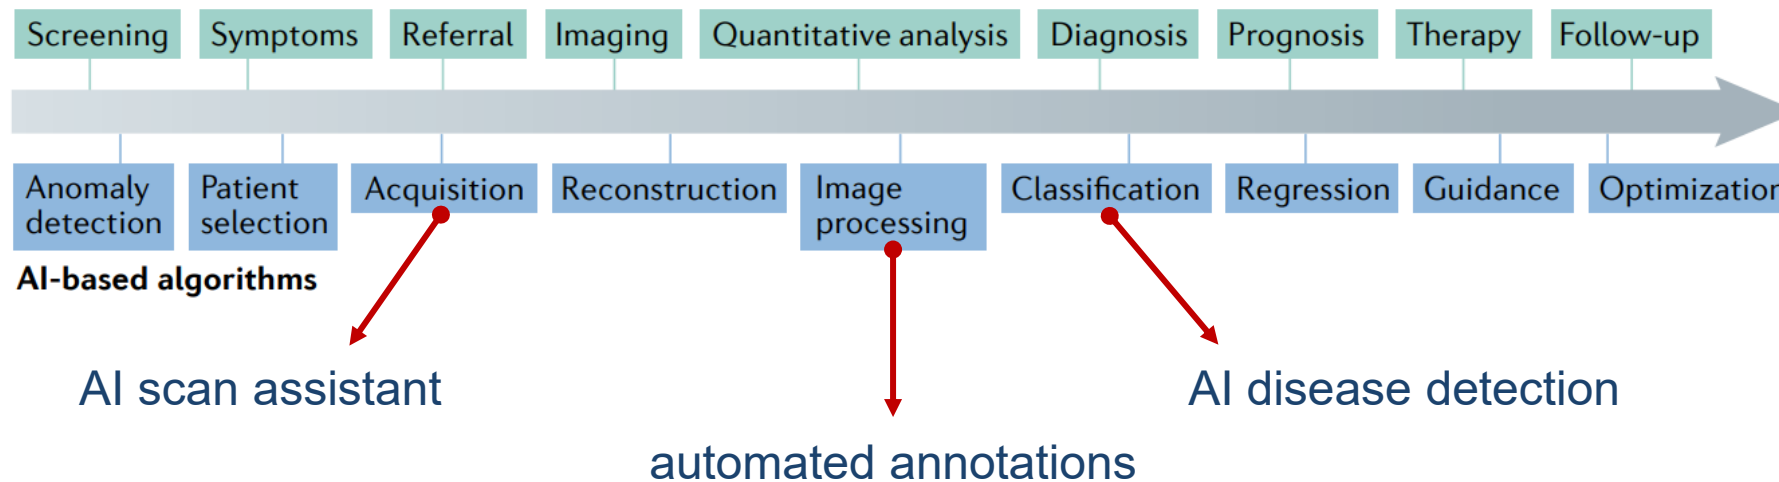 Screening Symptoms Referral Imaging Quantitative analysis Diagnosis Prognosis Therapy Follow-up
Anomaly
detection
Patient
selection
Acquisition
Reconstruction
Image
processing
Classification
Regression
Guidance
Optimization
AI-based algorithms
AI scan assistant
AI disease detection
automated annotations